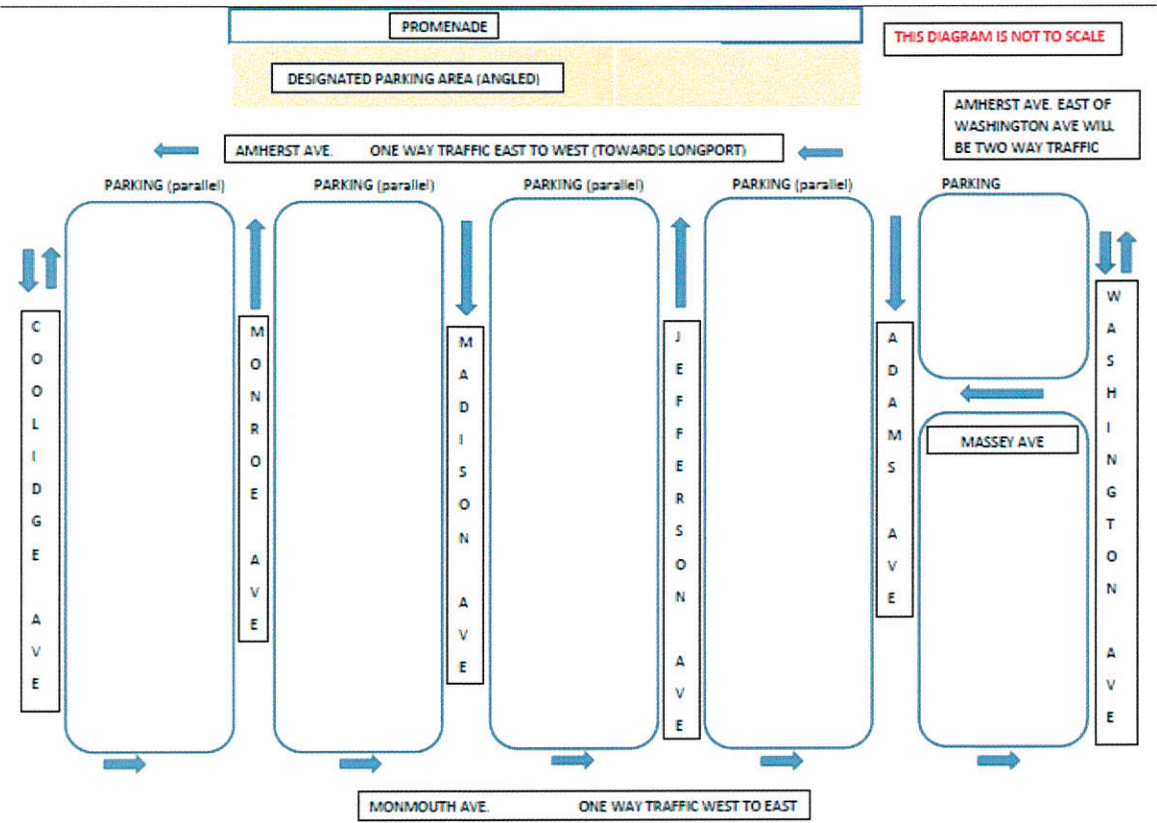 PROMENADE
THIS DIAGRAM IS NOT TO SCALE
DESIGNATED PARKING AREA (ANGLED)
AMHERST AVE. EAST OF
WASHINGTON AVE WILL
BE TWO WAY TRAFFIC
AMHERST AVE. ONE WAY TRAFFIC EAST TO WEST (TOWARDS LONGPORT)
PARKING (parallel)
PARKING (parallel)
PARKING (parallel)
PARKING (parallel)
PARKING
COOLIDGE AVE
MONROE AVE
MADISON AVE
JEFFERSON AVE
ADAMS AVE
WASHINGTON AVE
MASSEY AVE
MONMOUTH AVE. ONE WAY TRAFFIC WEST TO EAST